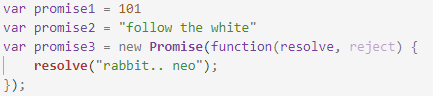 var promise1 = 101
var promise2 = "follow the white"
var promise3 = new Promise(function(resolve, reject) {
    resolve("rabbit.. neo");
});